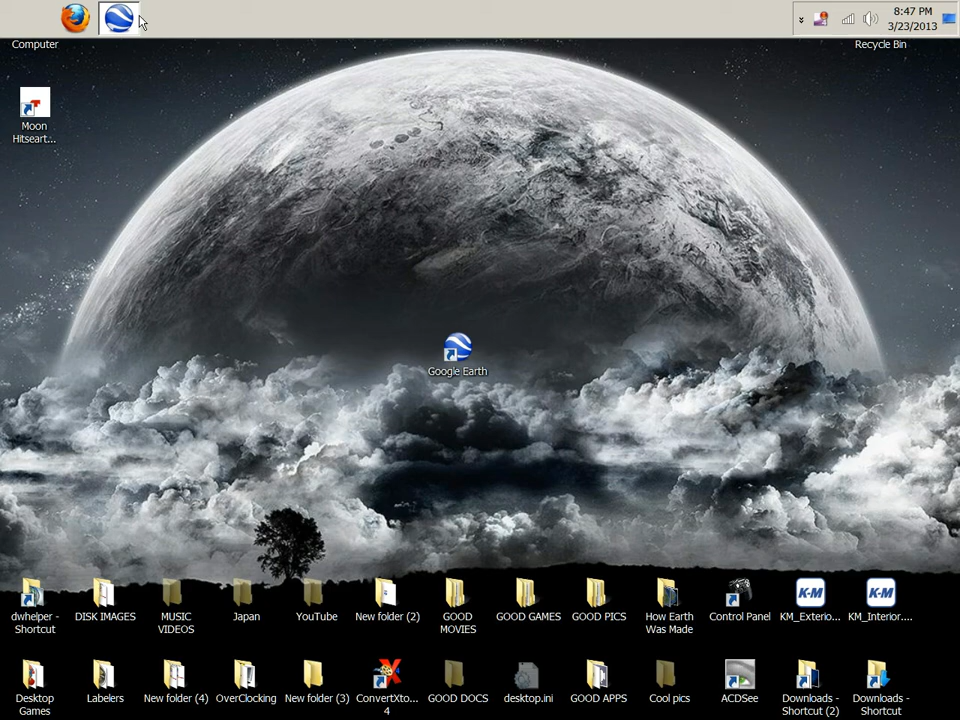 8:47 PM
3/23/2013
Computer
Recycle Bin
Moon
Hitseart...
Google Earth
dwhelper -
Shortcut
DISK IMAGES
MUSIC
VIDEOS
Japan
YouTube
New folder (2)
GOOD
MOVIES
GOOD GAMES
GOOD PICS
How Earth
Was Made
Control Panel
K-M
KM_Exterio...
K-M
KM_Interior....
Desktop
Games
Labelers
New folder (4)
OverClocking
New folder (3)
ConvertXto...
4
GOOD DOCS
desktop.ini
GOOD APPS
Cool pics
ACDSee
Downloads -
Shortcut (2)
Downloads -
Shortcut